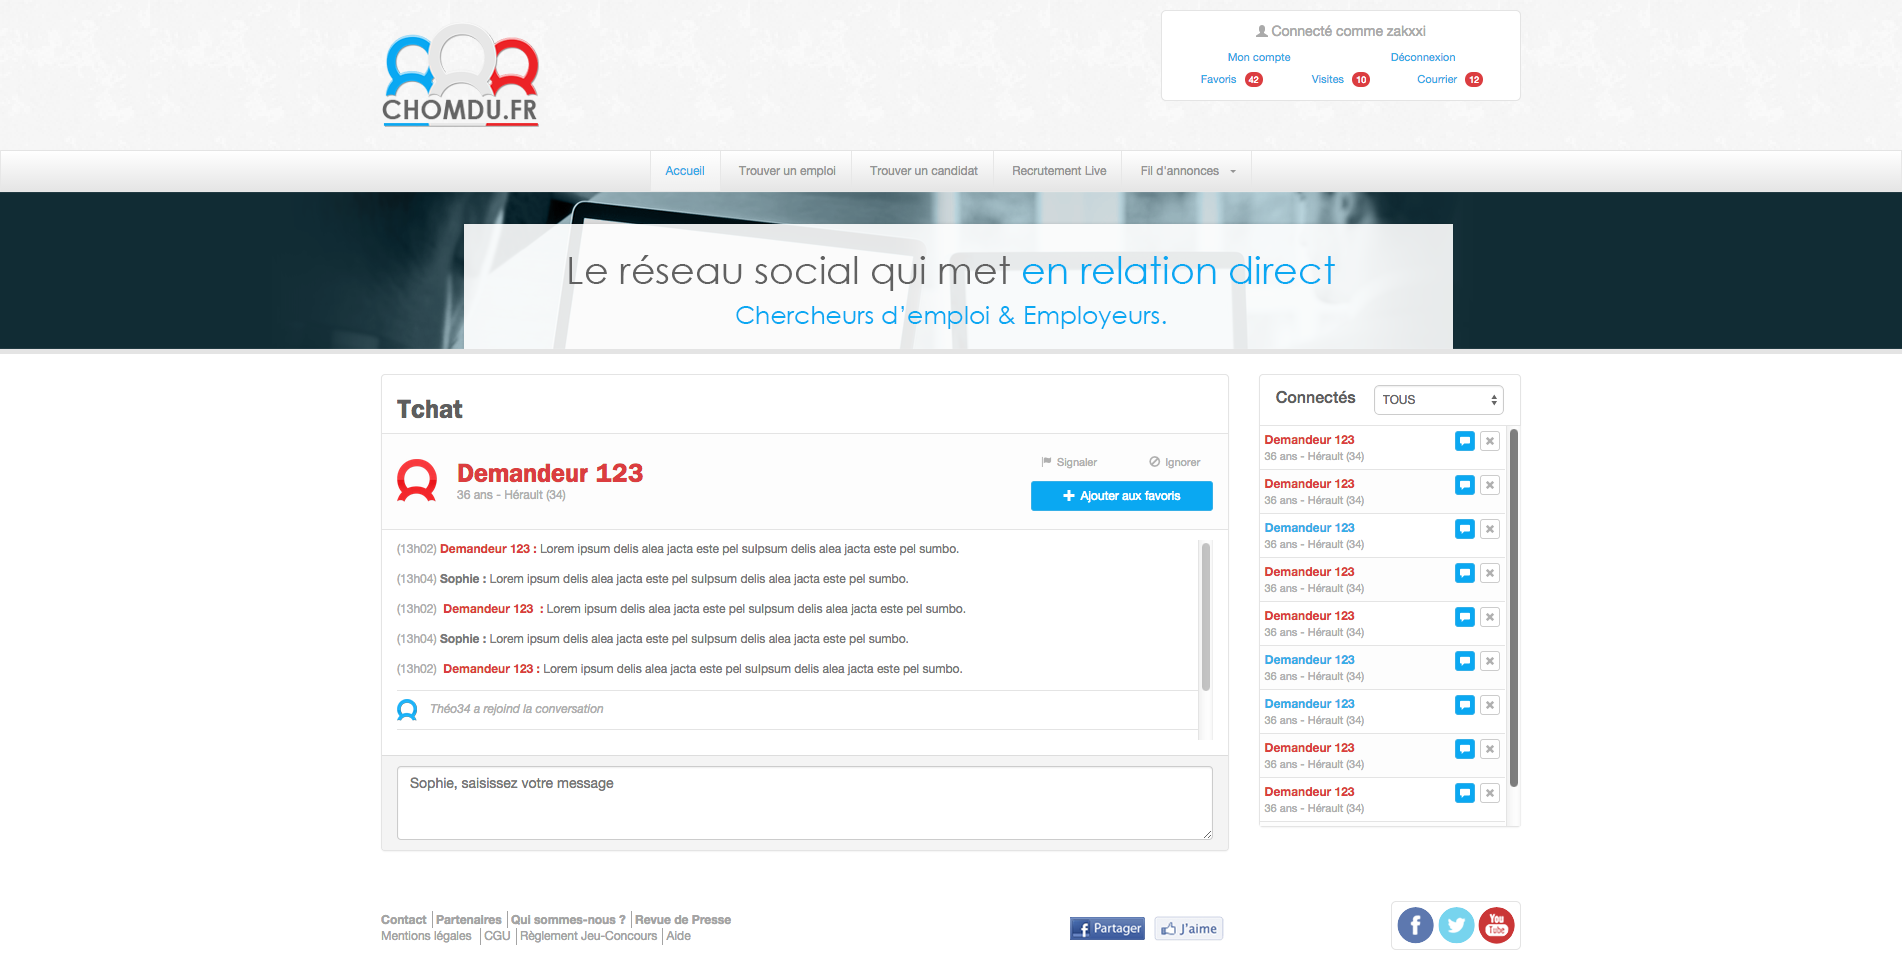 CHOMDU.FR
Connecté comme zakxxi
Mon compte Déconnexion
Favoris 42 Visites 10 Courrier 12
Accueil Trouver un emploi Trouver un candidat Recrutement Live Fil d'annonces
Le réseau social qui met en relation direct
Chercheurs d'emploi & Employeurs.
Tchat
Demandeur 123
36 ans - Hérault (34)
Signaler Ignorer
Ajouter aux favoris
(13h02) Demandeur 123 : Lorem ipsum delis alea jacta este pel sulpsum delis alea jacta este pel sumbo.
(13h04) Sophie : Lorem ipsum delis alea jacta este pel sulpsum delis alea jacta este pel sumbo.
(13h02) Demandeur 123 : Lorem ipsum delis alea jacta este pel sulpsum delis alea jacta este pel sumbo.
(13h04) Sophie : Lorem ipsum delis alea jacta este pel sulpsum delis alea jacta este pel sumbo.
(13h02) Demandeur 123 : Lorem ipsum delis alea jacta este pel sulpsum delis alea jacta este pel sumbo.
Théo34 a rejoind la conversation
Sophie, saisissez votre message
Connectés TOUS
Demandeur 123
36 ans - Hérault (34)
Demandeur 123
36 ans - Hérault (34)
Demandeur 123
36 ans - Hérault (34)
Demandeur 123
36 ans - Hérault (34)
Demandeur 123
36 ans - Hérault (34)
Demandeur 123
36 ans - Hérault (34)
Demandeur 123
36 ans - Hérault (34)
Demandeur 123
36 ans - Hérault (34)
Demandeur 123
36 ans - Hérault (34)
Contact Partenaires Qui sommes-nous ? Revue de Presse
Mentions légales CGU Règlement Jeu-Concours Aide
f Partager J'aime
f You Tube